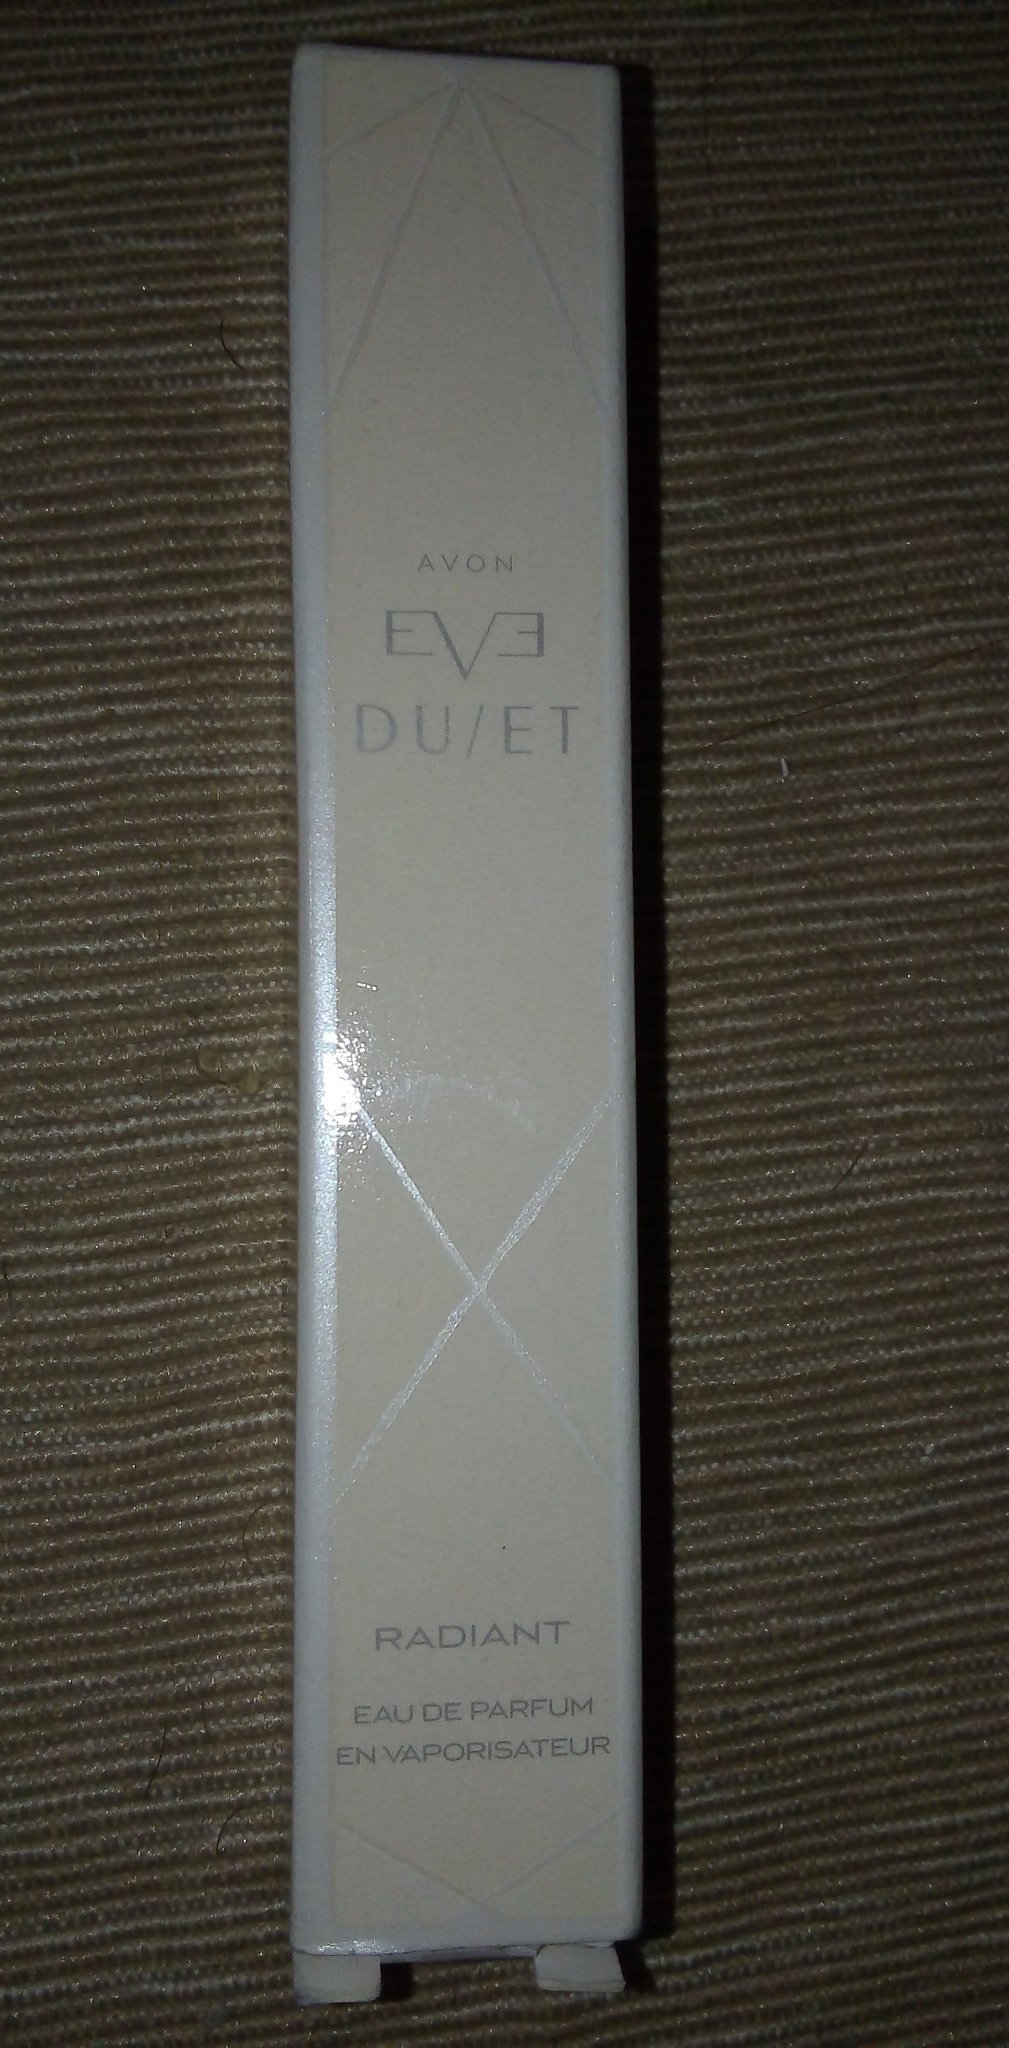 AVON
EVE
DU/ET
RADIANT
EAU DE PARFUM
EN VAPORISATEUR